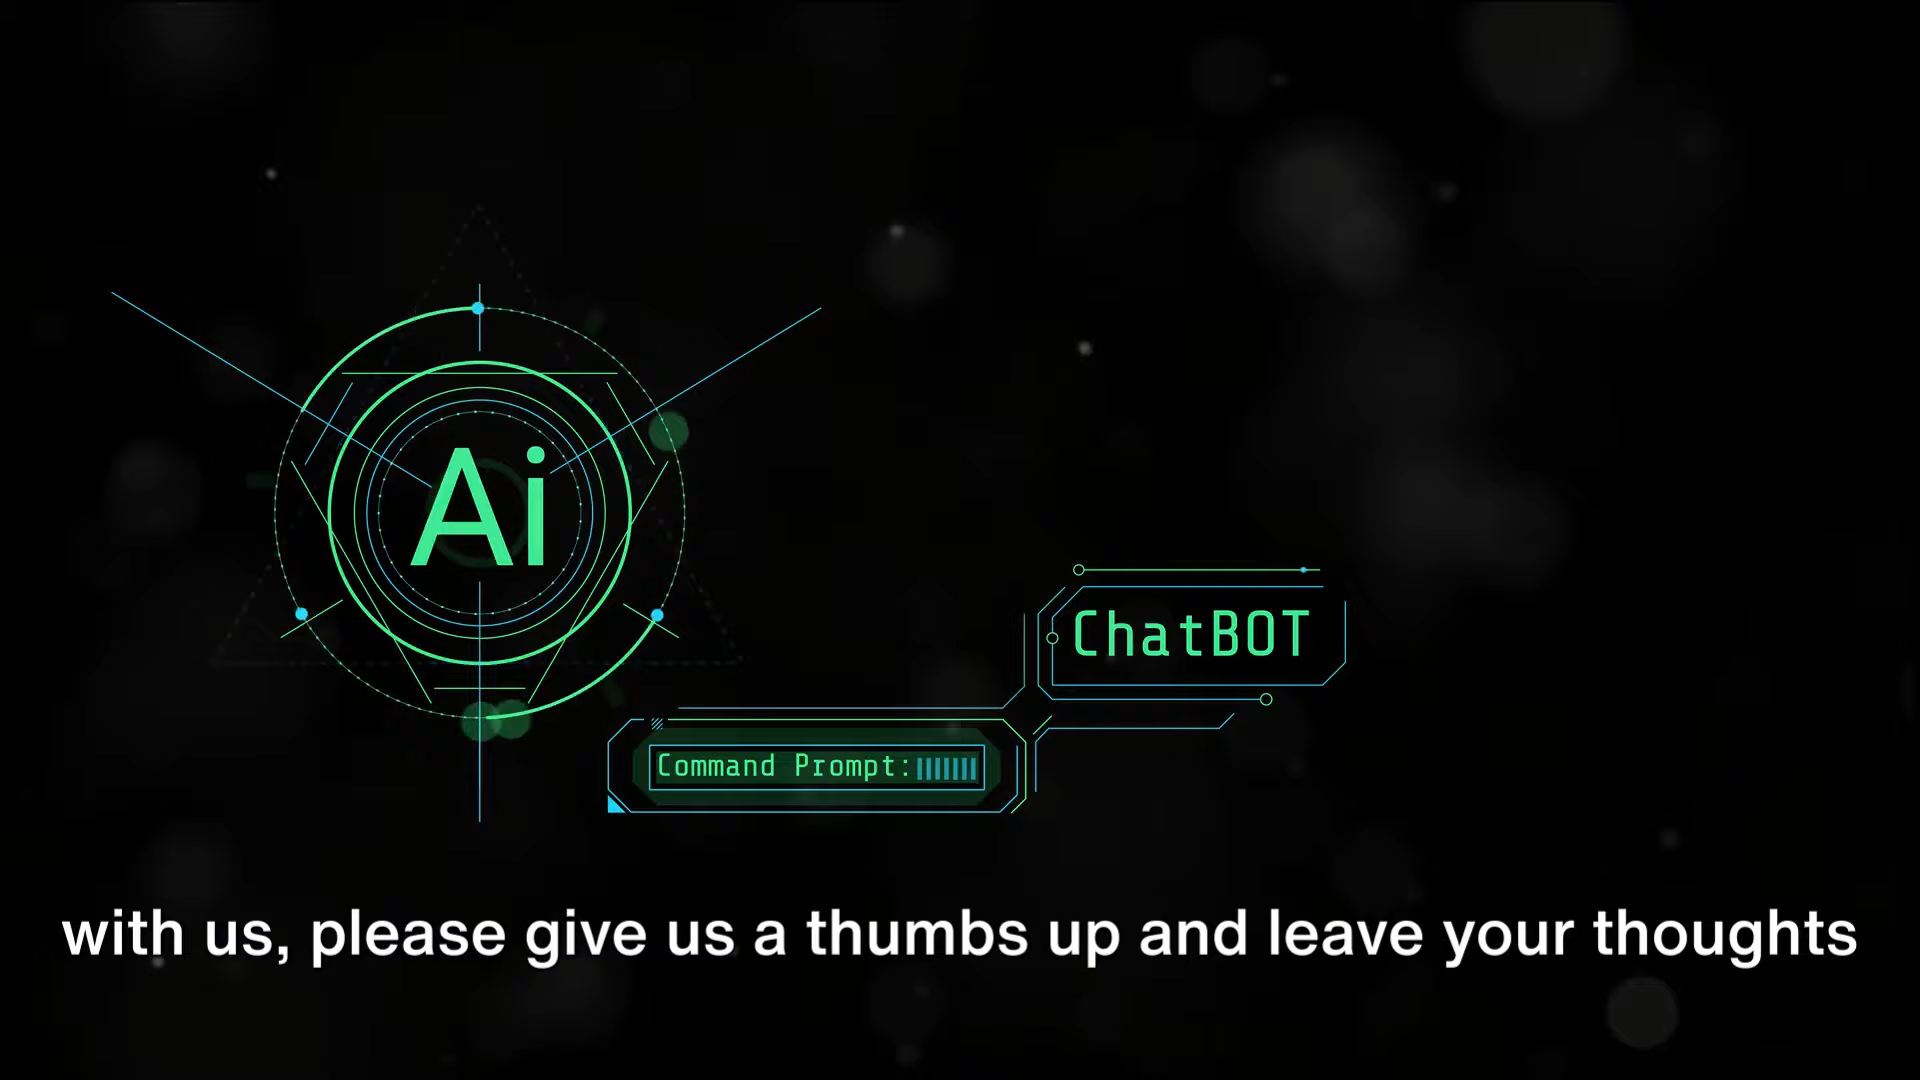 Ai
ChatBOT
Command Prompt:
with us, please give us a thumbs up and leave your thoughts